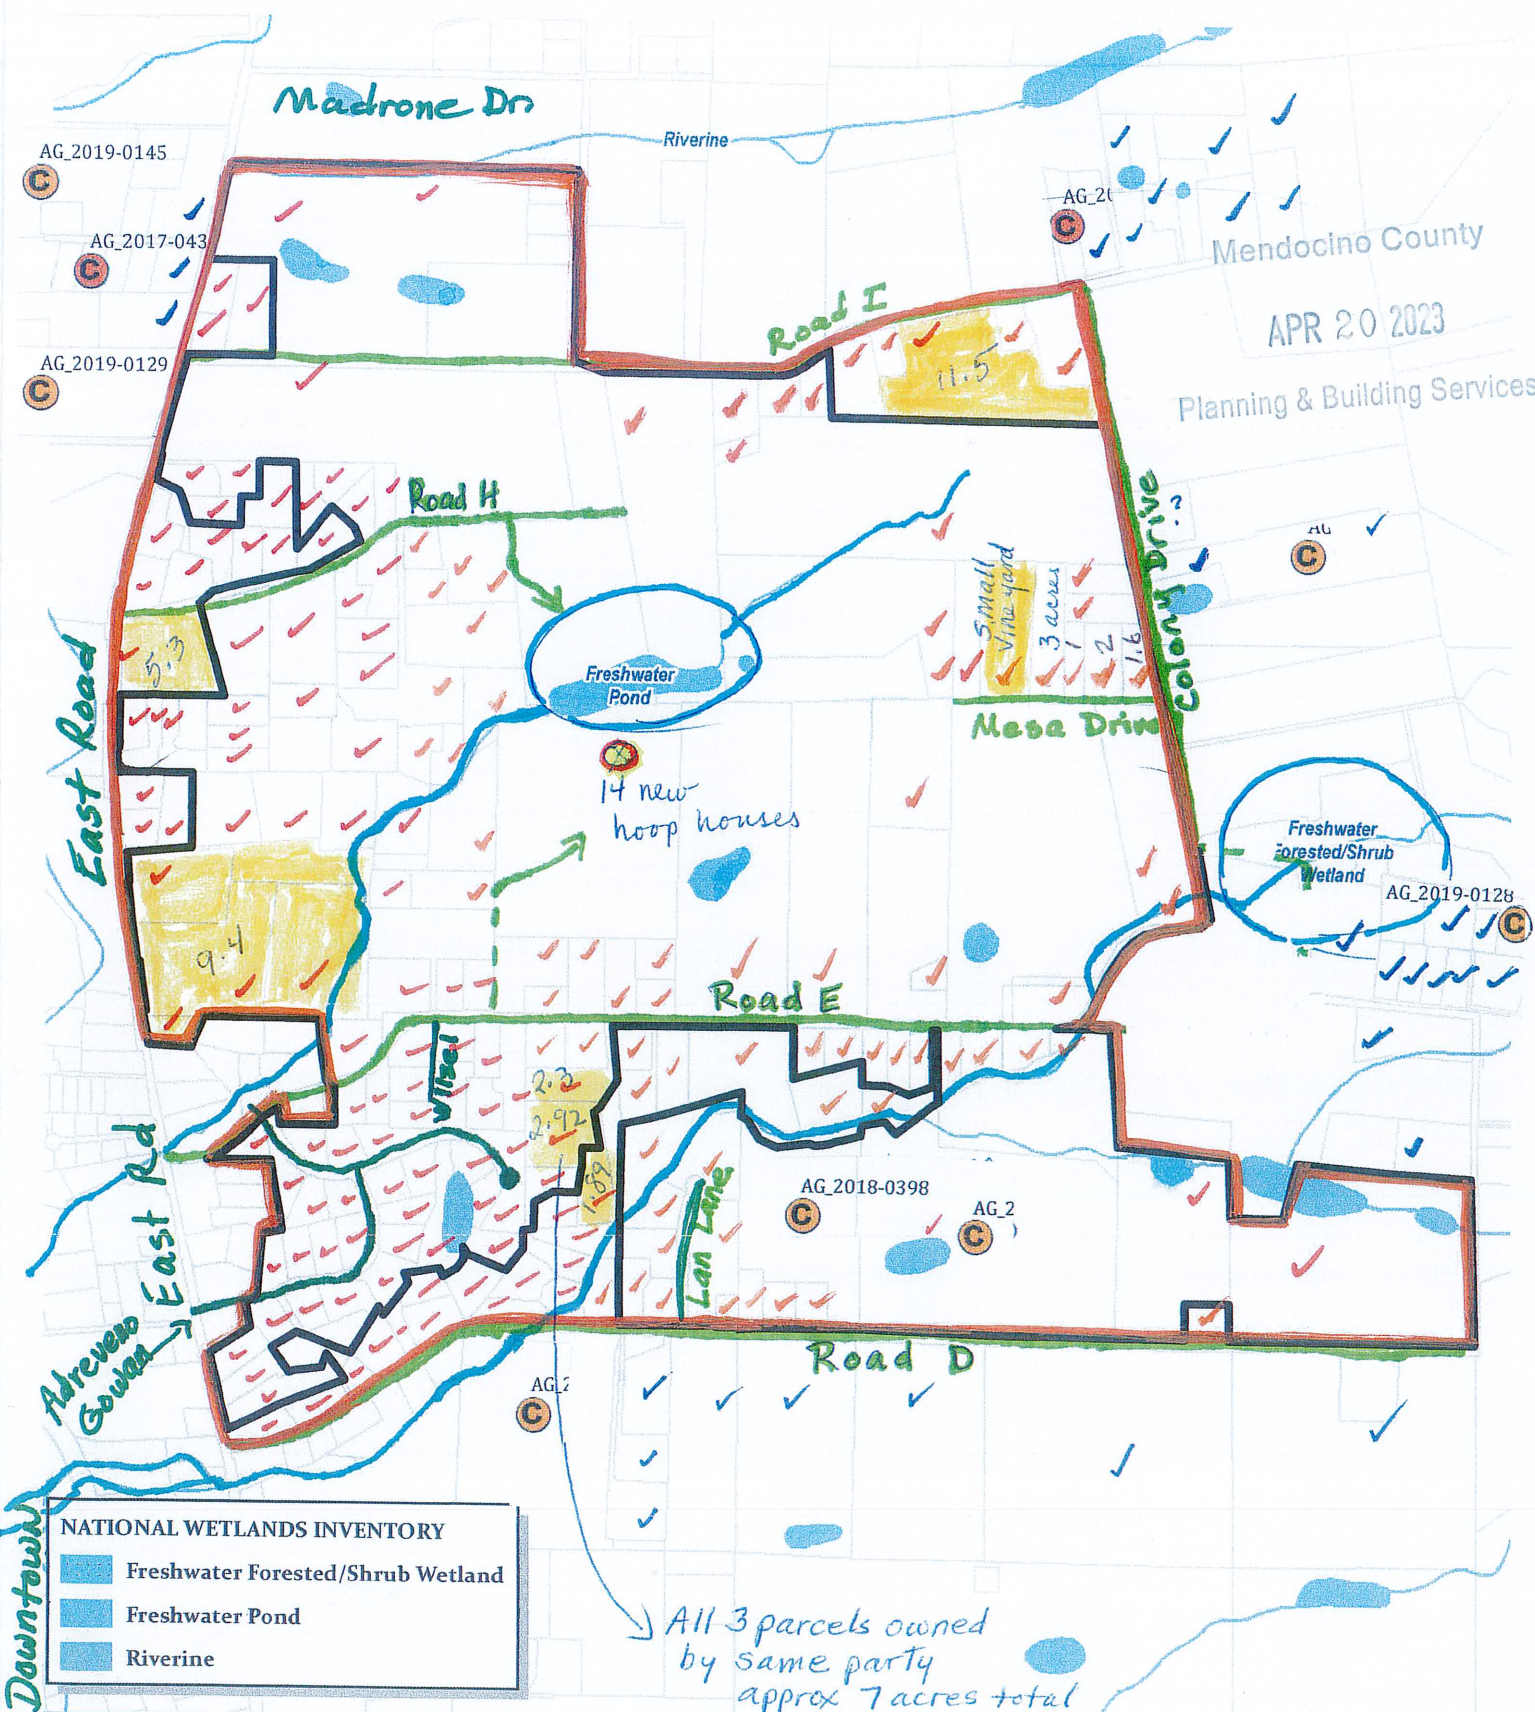 Madrone Dr
Riverine
AG_2019-0145
C
AG_20
C
AG_2017-043
C
Mendocino County
APR 20 2023
Planning & Building Services
Road I
11.5
AG_2019-0129
C
Road H
Colony Drive
?
AG
C
Small
Vineyard
3 acres
1
2
1.6
5.3
East Road
Freshwater
Pond
Mesa Drive
14 new
hoop houses
Freshwater
Forested/Shrub
Wetland
AG_2019-0128
C
9.4
Road E
2.3
2.92
1.89
East Rd
Lan Lane
AG_2018-0398
C
AG_2
C
Gowan
Road D
AG_2
C
Downtown
NATIONAL WETLANDS INVENTORY
Freshwater Forested/Shrub Wetland
Freshwater Pond
Riverine
All 3 parcels owned
by same party
approx 7 acres total